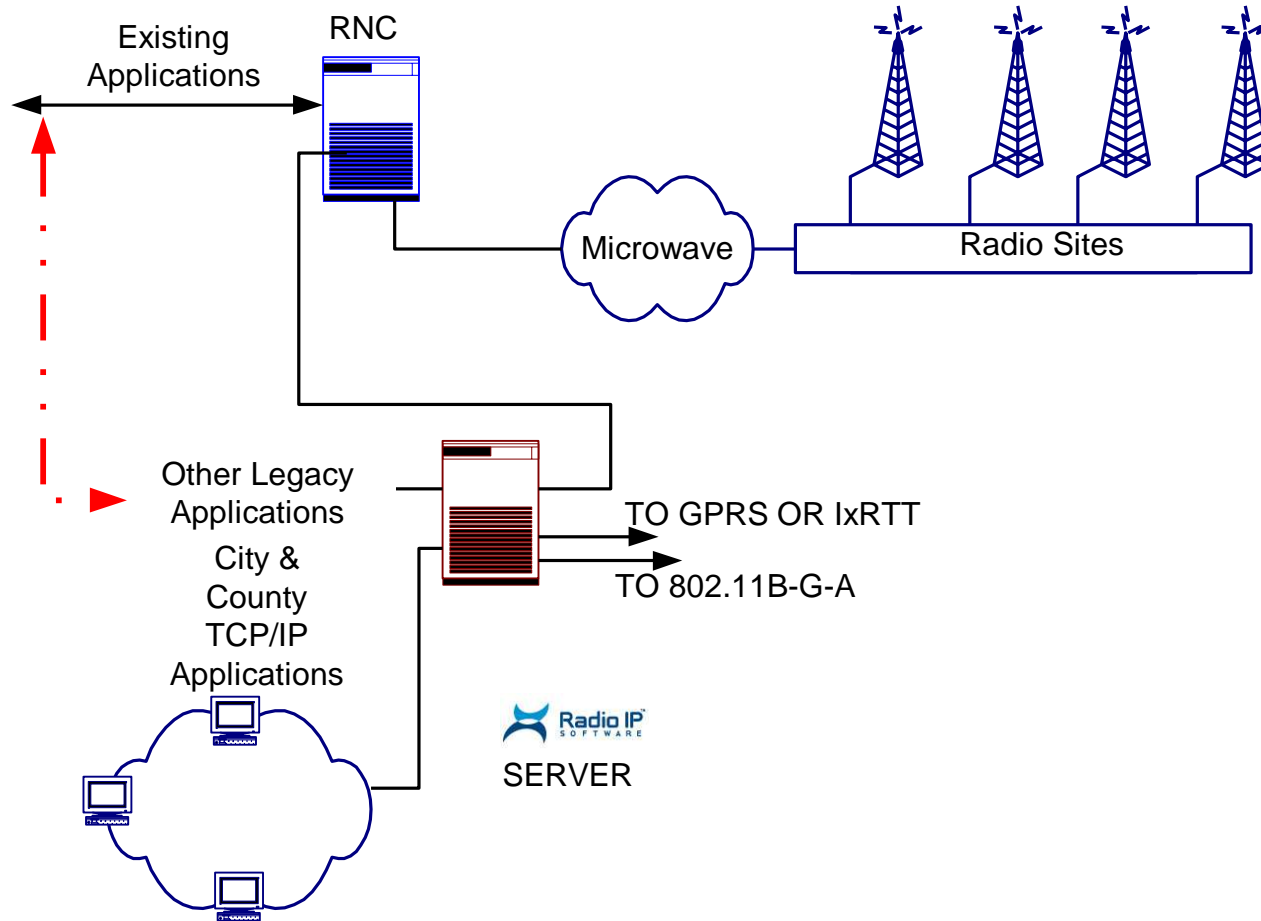 Existing
Applications
RNC
Microwave
Radio Sites
Other Legacy
Applications
TO GPRS OR IxRTT
TO 802.11B-G-A
City &
County
TCP/IP
Applications
Radio IP™
SOFTWARE
SERVER